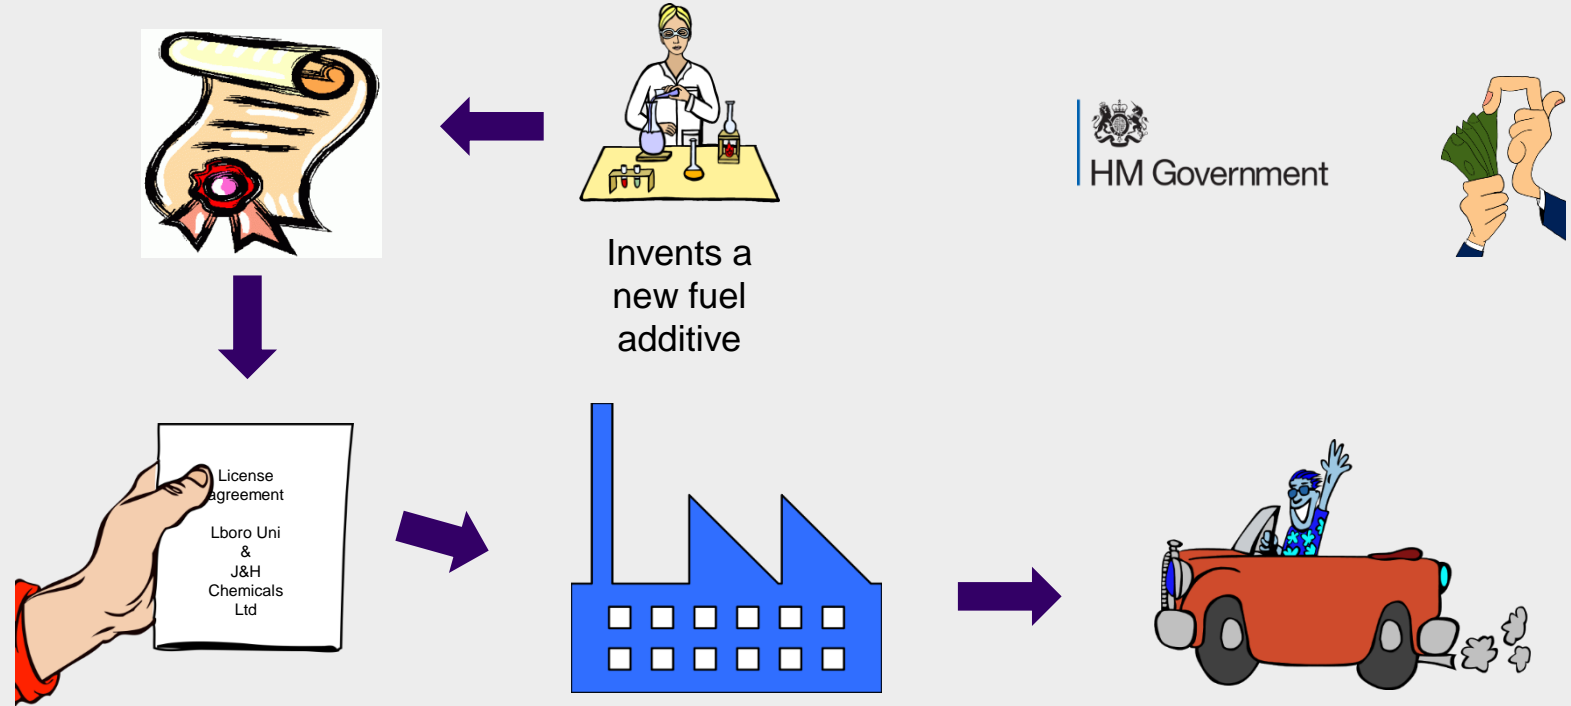 HM Government
Invents a
new fuel
additive
License
agreement
Lboro Uni
&
J&H
Chemicals
Ltd